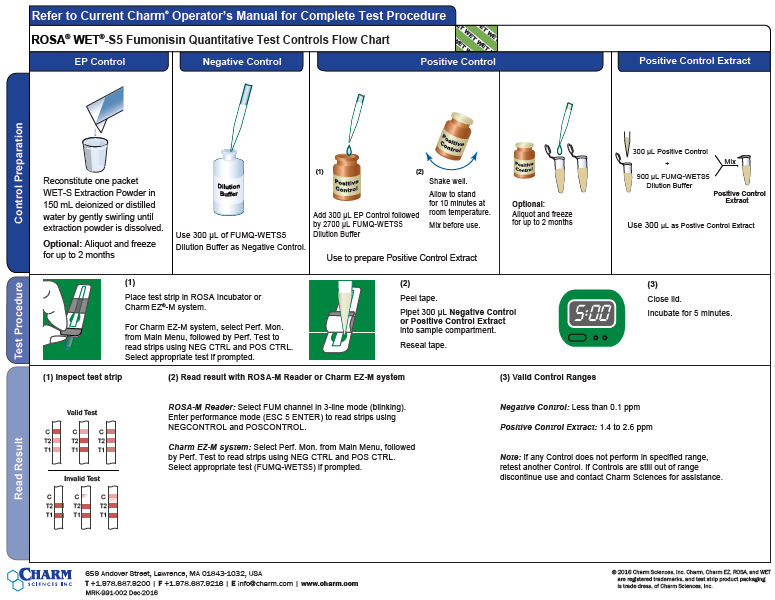 Refer to Current Charm® Operator's Manual for Complete Test Procedure
ROSA® WET®-S5 Fumonisin Quantitative Test Controls Flow Chart
WET WET WET
EP Control
Negative Control
Positive Control
Positive Control Extract
Control Preparation
Reconstitute one packet
WET-S Extraction Powder in
150 mL deionized or distilled
water by gently swirling until
extraction powder is dissolved.
Optional: Aliquot and freeze
for up to 2 months
Dilution
Buffer
Use 300 µL of FUMQ-WETS5
Dilution Buffer as Negative Control.
(1)
Positive
Control
Add 300 µL EP Control followed
by 2700 µL FUMQ-WETS5
Dilution Buffer
(2)
Positive
Control
Shake well.
Allow to stand
for 10 minutes at
room temperature.
Mix before use.
Use to prepare Positive Control Extract
Positive
Control
Optional:
Aliquot and freeze
for up to 2 months
300 µL Positive Control
+
900 µL FUMQ-WETS5
Dilution Buffer
Mix
Positive Control
Extract
Use 300 µL as Postive Control Extract
Test Procedure
(1)
Place test strip in ROSA Incubator or
Charm EZ®-M system.
For Charm EZ-M system, select Perf. Mon.
from Main Menu, followed by Perf. Test to
read strips using NEG CTRL and POS CTRL.
Select appropriate test if prompted.
(2)
Peel tape.
Pipet 300 µL Negative Control
or Positive Control Extract
into sample compartment.
Reseal tape.
5:00
(3)
Close lid.
Incubate for 5 minutes.
Read Result
(1) Inspect test strip
Valid Test
C C C
T2 T2 T2
T1 T1 T1
Invalid Test
C C C
T2 T2 T2
T1 T1 T1
(2) Read result with ROSA-M Reader or Charm EZ-M system
ROSA-M Reader: Select FUM channel in 3-line mode (blinking).
Enter performance mode (ESC 5 ENTER) to read strips using
NEGCONTROL and POSCONTROL.
Charm EZ-M system: Select Perf. Mon. from Main Menu, followed
by Perf. Test to read strips using NEG CTRL and POS CTRL.
Select appropriate test (FUMQ-WETS5) if prompted.
(3) Valid Control Ranges
Negative Control: Less than 0.1 ppm
Positive Control Extract: 1.4 to 2.6 ppm
Note: If any Control does not perform in specified range,
retest another Control. If Controls are still out of range
discontinue use and contact Charm Sciences for assistance.
CHARM
SCIENCES INC
659 Andover Street, Lawrence, MA 01843-1032, USA
T +1.978.687.9200 | F +1.978.687.9216 | E info@charm.com | www.charm.com
MRK-991-002 Dec-2016
© 2016 Charm Sciences, Inc. Charm, Charm EZ, ROSA, and WET
are registered trademarks, and test strip product packaging
is trade dress, of Charm Sciences, Inc.